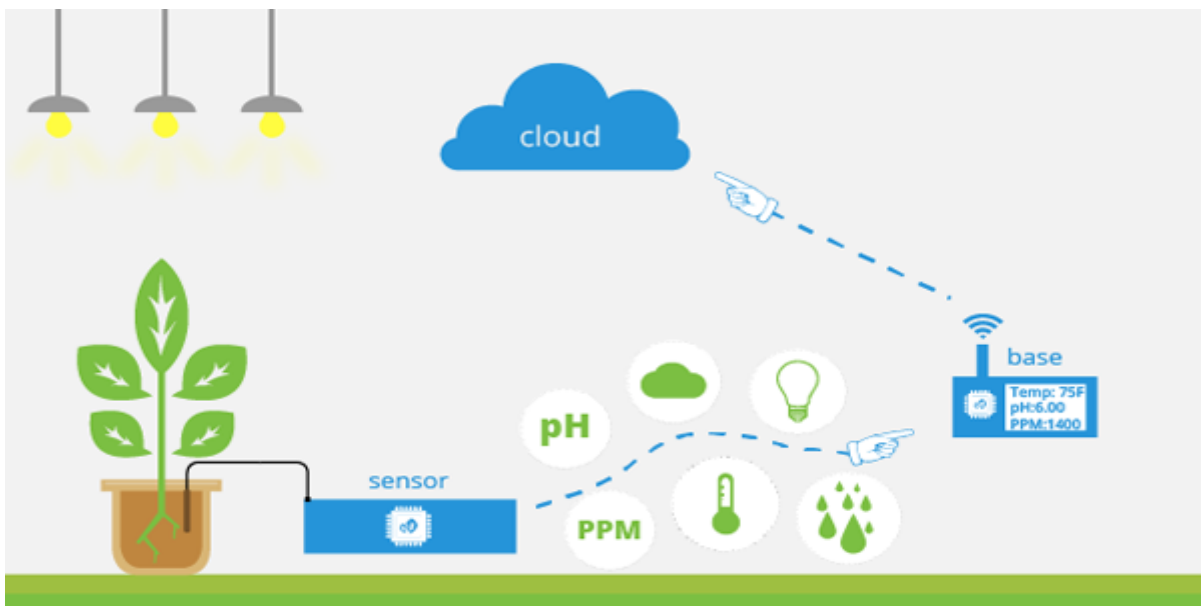 cloud
base
Temp: 75F
pH:6.00
PPM:1400
pH
sensor
PPM